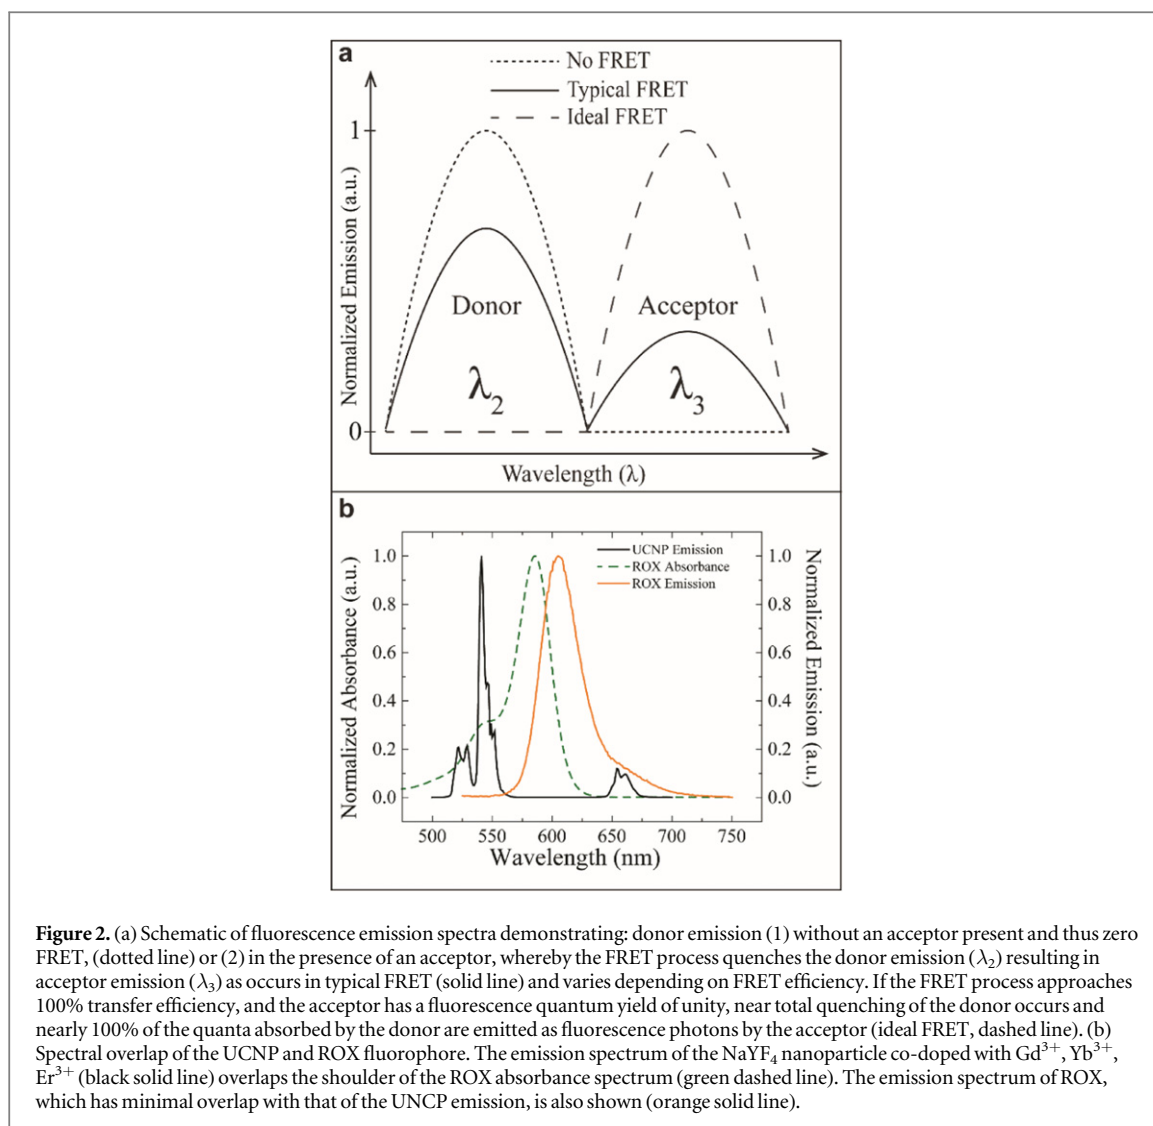 a
No FRET
Typical FRET
Ideal FRET
1
0
Normalized Emission (a.u.)
Donor
Acceptor
λ2
λ3
Wavelength (λ)
b
UCNP Emission
ROX Absorbance
ROX Emission
1.0
0.8
0.6
0.4
0.2
0.0
Normalized Absorbance (a.u.)
1.0
0.8
0.6
0.4
0.2
0.0
Normalized Emission (a.u.)
500 550 600 650 700 750
Wavelength (nm)
Figure 2. (a) Schematic of fluorescence emission spectra demonstrating: donor emission (1) without an acceptor present and thus zero
FRET, (dotted line) or (2) in the presence of an acceptor, whereby the FRET process quenches the donor emission (λ2) resulting in
acceptor emission (λ3) as occurs in typical FRET (solid line) and varies depending on FRET efficiency. If the FRET process approaches
100% transfer efficiency, and the acceptor has a fluorescence quantum yield of unity, near total quenching of the donor occurs and
nearly 100% of the quanta absorbed by the donor are emitted as fluorescence photons by the acceptor (ideal FRET, dashed line). (b)
Spectral overlap of the UCNP and ROX fluorophore. The emission spectrum of the NaYF4 nanoparticle co-doped with Gd3+, Yb3+,
Er3+ (black solid line) overlaps the shoulder of the ROX absorbance spectrum (green dashed line). The emission spectrum of ROX,
which has minimal overlap with that of the UNCP emission, is also shown (orange solid line).